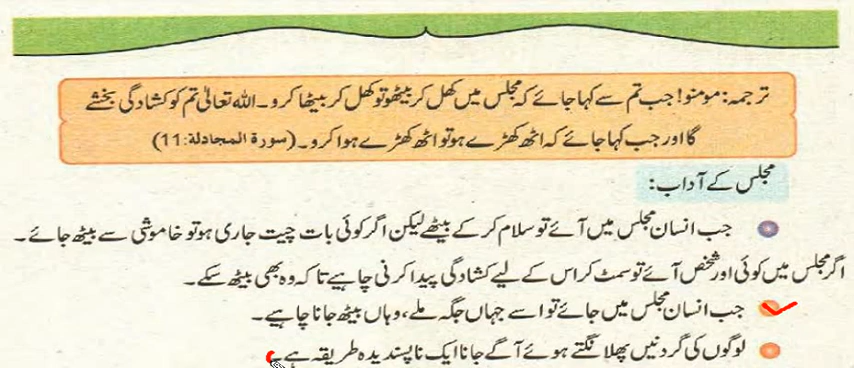 ترجمہ: مومنو! جب تم سے کہا جائے کہ مجلس میں کھل کر بیٹھو تو کھل کر بیٹھا کرو۔ اللہ تعالیٰ تم کو کشادگی بخشے
گا اور جب کہا جائے کہ اٹھ کھڑے ہو تو اٹھ کھڑے ہوا کرو۔ (سورۃ المجادلۃ:11)
مجلس کے آداب:
جب انسان مجلس میں آئے تو سلام کر کے بیٹھے لیکن اگر کوئی بات چیت جاری ہو تو خاموشی سے بیٹھ جائے۔
اگر مجلس میں کوئی اور شخص آئے تو سمٹ کر اس کے لیے کشادگی پیدا کرنی چاہیے تاکہ وہ بھی بیٹھ سکے۔
جب انسان مجلس میں جائے تو اسے جہاں جگہ ملے، وہاں بیٹھ جانا چاہیے۔
لوگوں کی گردنیں پھلانگتے ہوئے آگے جانا ایک ناپسندیدہ طریقہ ہے۔